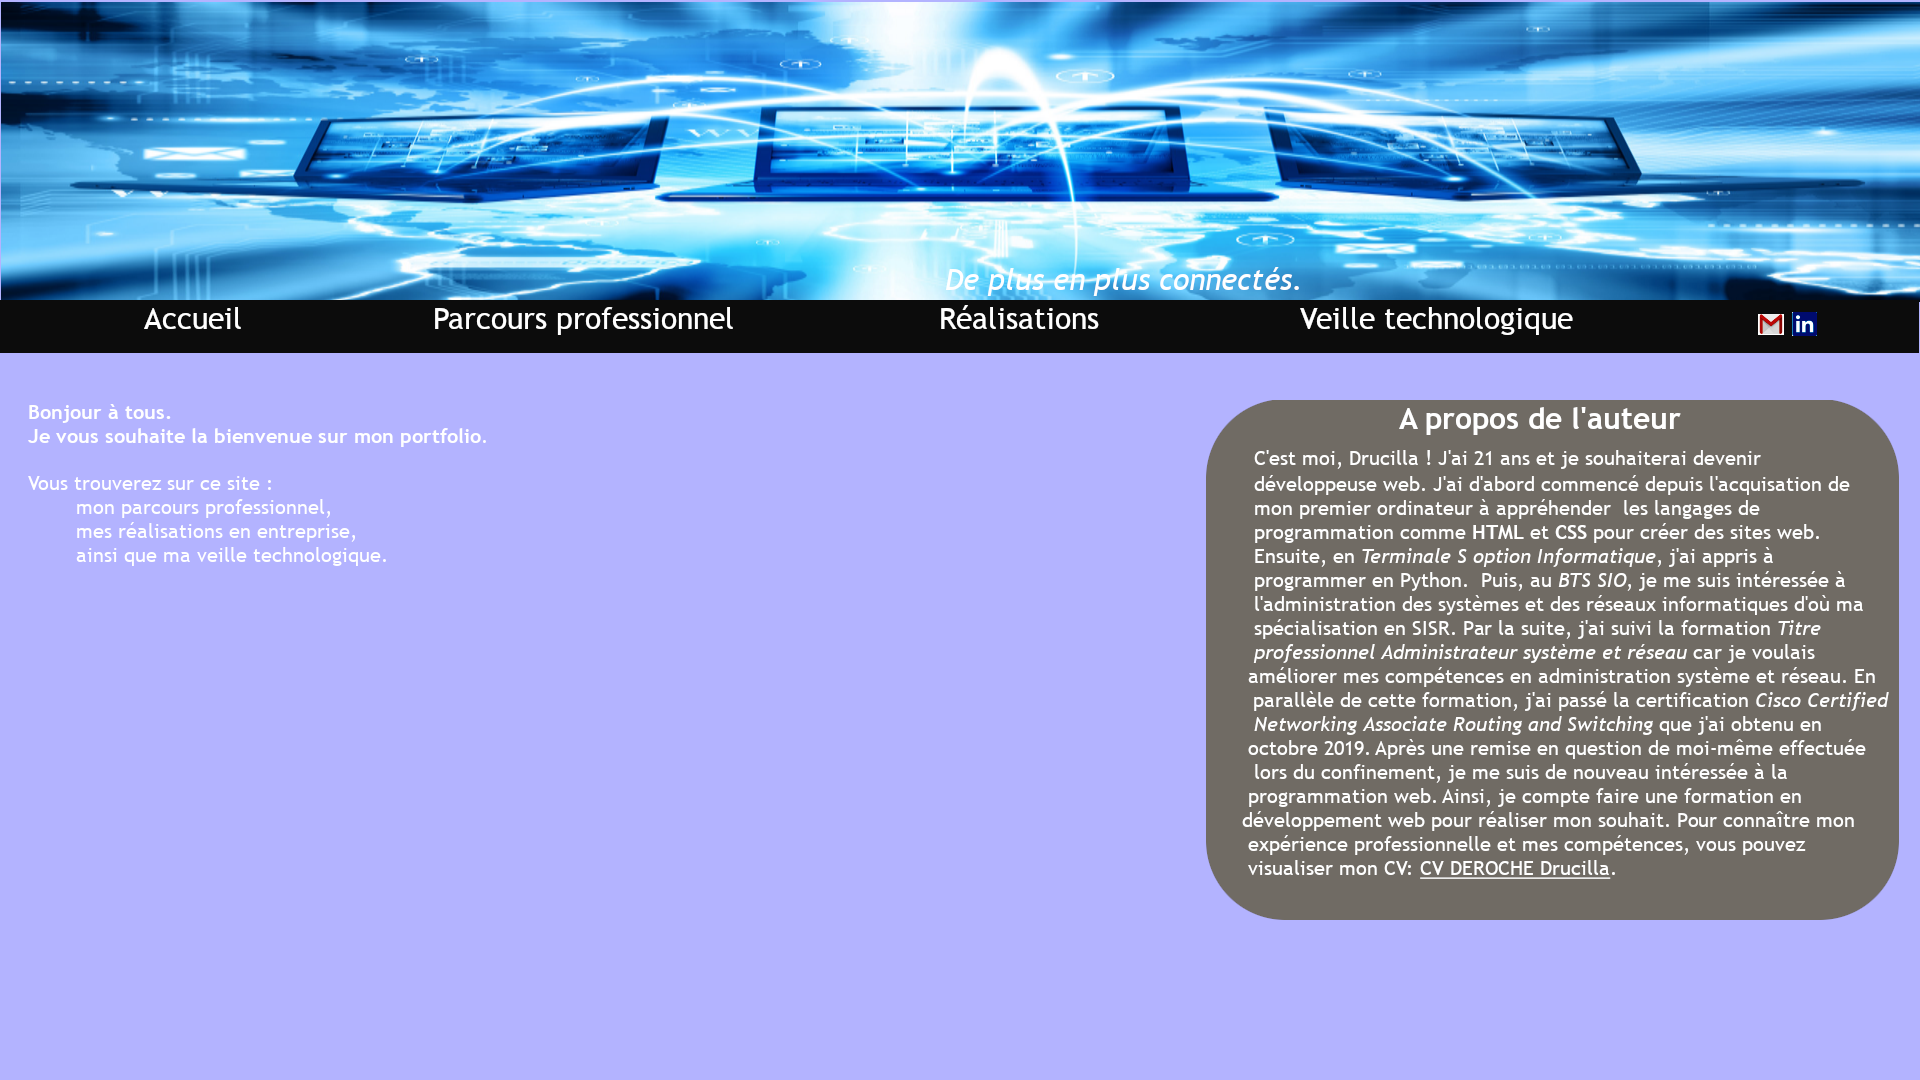 De plus en plus connectés.
Accueil Parcours professionnel Réalisations Veille technologique in
Bonjour à tous.
Je vous souhaite la bienvenue sur mon portfolio.
Vous trouverez sur ce site :
mon parcours professionnel,
mes réalisations en entreprise,
ainsi que ma veille technologique.
A propos de l'auteur
C'est moi, Drucilla ! J'ai 21 ans et je souhaiterai devenir
développeuse web. J'ai d'abord commencé depuis l'acquisation de
mon premier ordinateur à appréhender les langages de
programmation comme HTML et CSS pour créer des sites web.
Ensuite, en Terminale S option Informatique, j'ai appris à
programmer en Python. Puis, au BTS SIO, je me suis intéressée à
l'administration des systèmes et des réseaux informatiques d'où ma
spécialisation en SISR. Par la suite, j'ai suivi la formation Titre
professionnel Administrateur système et réseau car je voulais
améliorer mes compétences en administration système et réseau. En
parallèle de cette formation, j'ai passé la certification Cisco Certified
Networking Associate Routing and Switching que j'ai obtenu en
octobre 2019. Après une remise en question de moi-même effectuée
lors du confinement, je me suis de nouveau intéressée à la
programmation web. Ainsi, je compte faire une formation en
développement web pour réaliser mon souhait. Pour connaître mon
expérience professionnelle et mes compétences, vous pouvez
visualiser mon CV: CV DEROCHE Drucilla.